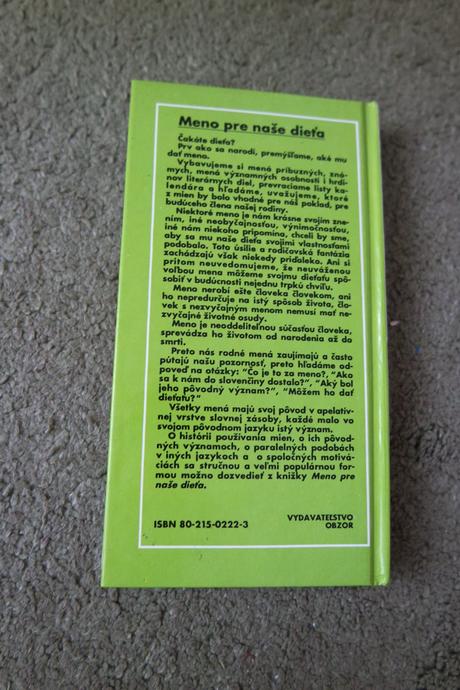 Meno pre naše dieťa
Čakáte dieťa?
Prv ako sa narodí, premýšľame, aké mu
dať meno.
Vybavujeme si mená príbuzných, zná-
mych, mená významných osobností i hrdi-
nov literárnych diel, prevraciame listy ka-
lendára a hľadáme, uvažujeme, ktoré
z mien by bolo vhodné pre náš poklad, pre
budúceho člena našej rodiny.
Niektoré meno je nám krásne svojím zne-
ním, iné neobyčajnosťou, výnimočnosťou,
iné nám niekoho pripomína, chceli by sme,
aby sa mu naše dieťa svojimi vlastnosťami
podobalo. Toto úsilie a rodičovská fantázia
zachádzajú však niekedy priďaleko. Ani si
pritom neuvedomujeme, že neuváženou
voľbou mena môžeme svojmu dieťaťu spô-
sobiť v budúcnosti nejednu trpkú chvíľu.
Meno nerobí ešte človeka človekom, ani
ho nepredurčuje na istý spôsob života, člo-
vek s nezvyčajným menom nemusí mať ne-
zvyčajné životné osudy.
Meno je neoddeliteľnou súčasťou človeka,
sprevádza ho životom od narodenia až do
smrti.
Preto nás rodné mená zaujímajú a často
pútajú našu pozornosť, preto hľadáme od-
poveď na otázky: "Čo je to za meno?, "Ako
sa k nám do slovenčiny dostalo?", "Aký bol
jeho pôvodný význam?", "Môžem ho dať
dieťaťu?"
Všetky mená majú svoj pôvod v apelatív-
nej vrstve slovnej zásoby, každé malo vo
svojom pôvodnom jazyku istý význam.
O histórii používania mien, o ich pôvod-
ných významoch, o paralelných podobách
v iných jazykoch a o spoločných motivá-
ciách sa stručnou a veľmi populárnou for-
mou možno dozvedieť z knižky Meno pre
naše dieťa.
ISBN 80-215-0222-3
VYDAVATEĽSTVO
OBZOR